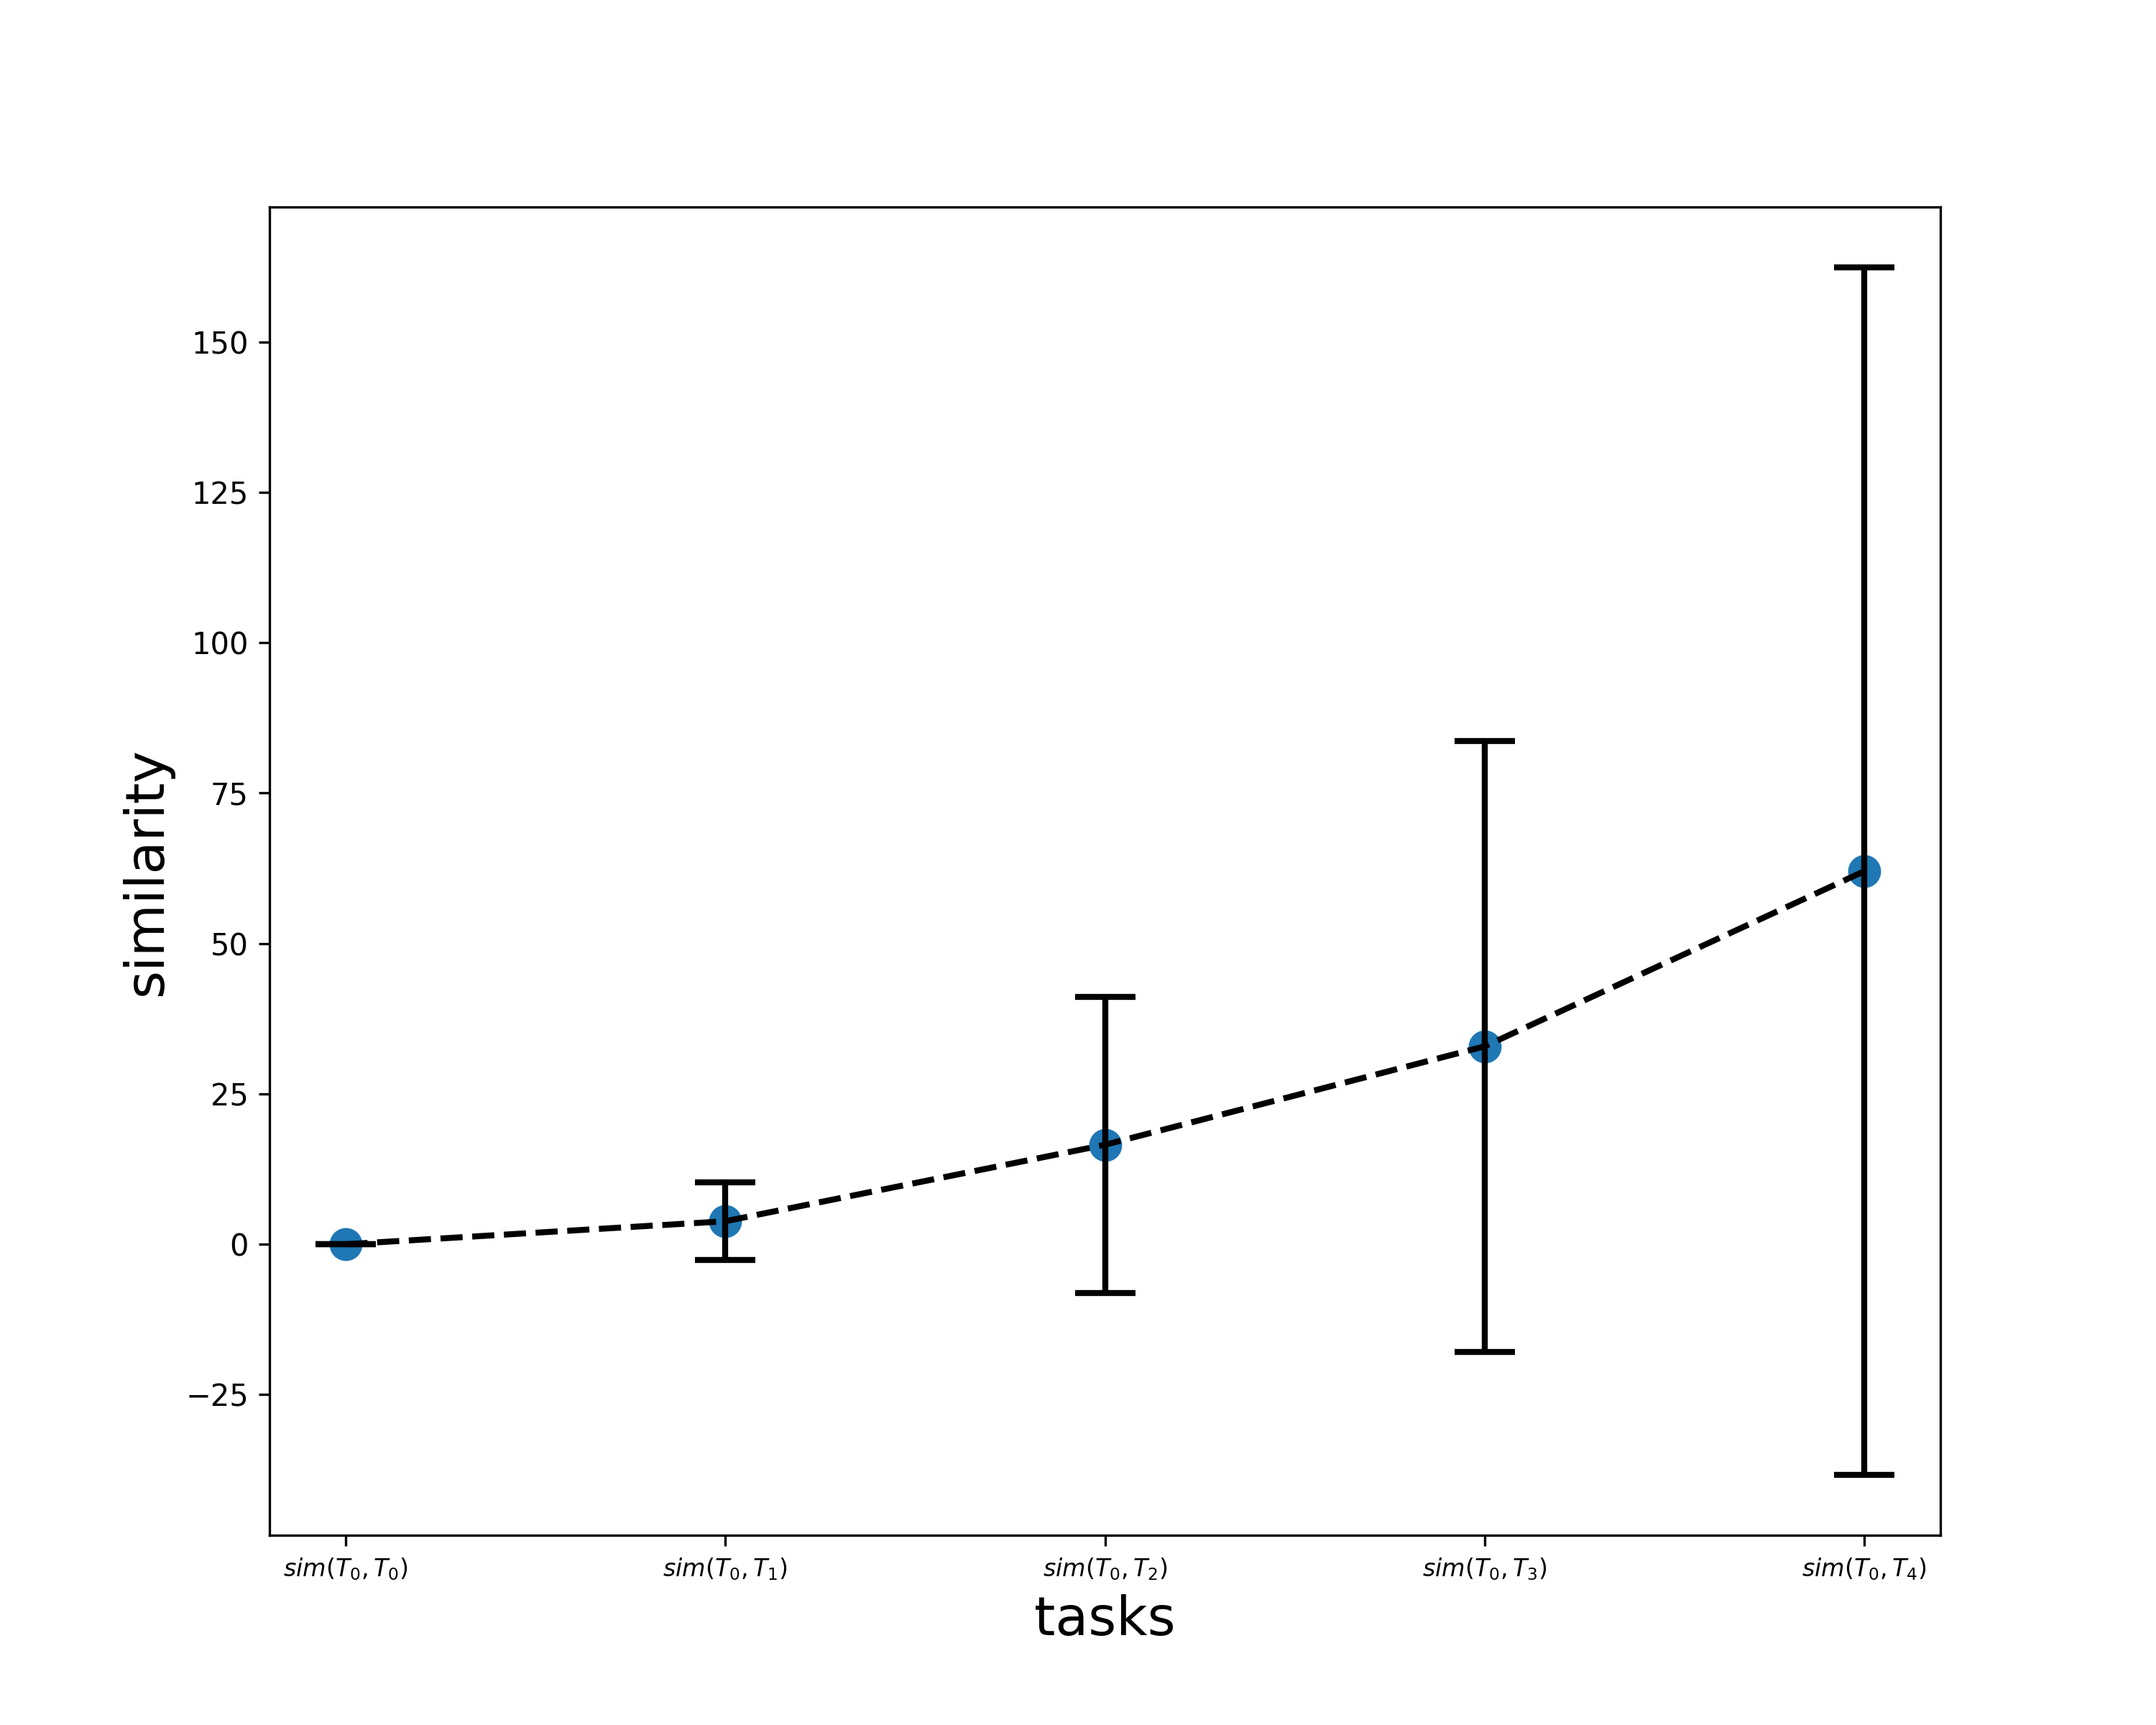 similarity
150
125
100
75
50
25
0
−25
sim(T₀, T₀) sim(T₀, T₁) sim(T₀, T₂) sim(T₀, T₃) sim(T₀, T₄)
tasks